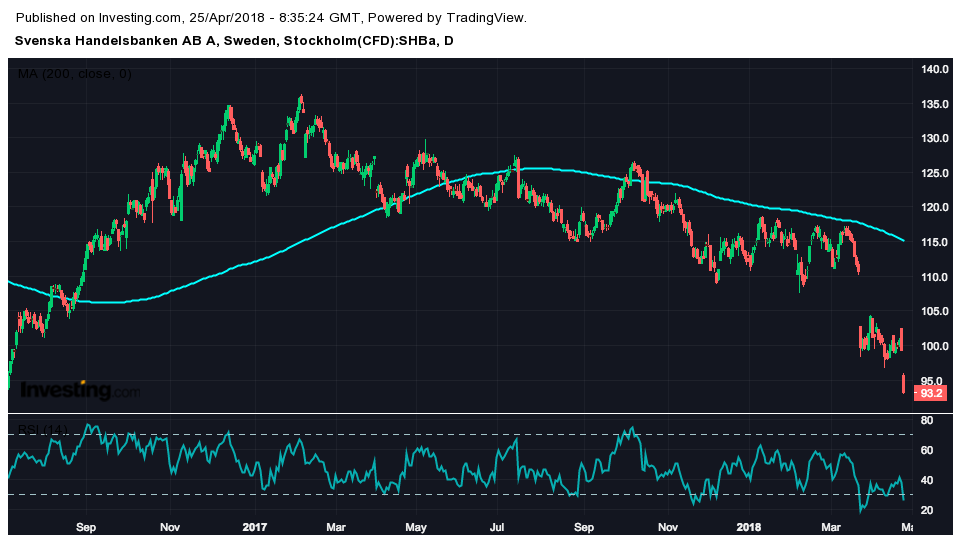 Published on Investing.com, 25/Apr/2018 - 8:35:24 GMT, Powered by TradingView.
Svenska Handelsbanken AB A, Sweden, Stockholm(CFD):SHBa, D
MA (200, close, 0)
140.0
135.0
130.0
125.0
120.0
115.0
110.0
105.0
100.0
95.0
93.2
Investing.com
RSI (14)
80
60
40
20
Sep Nov 2017 Mar May Jul Sep Nov 2018 Mar Ma